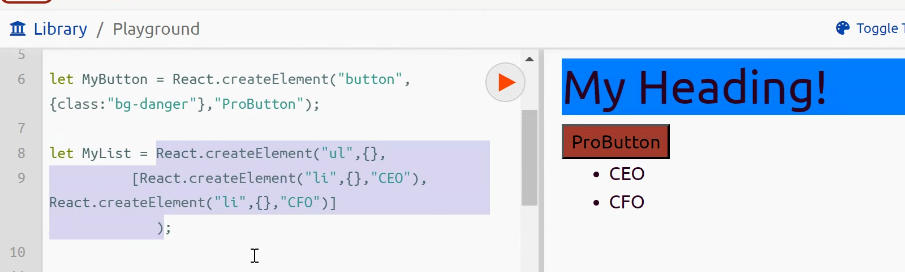 Library / Playground
Toggle T
5
6 let MyButton = React.createElement("button",
{class:"bg-danger"},"ProButton");
7
8 let MyList = React.createElement("ul",{},
9 [React.createElement("li",{},"CEO"),
React.createElement("li",{},"CFO")]
);
10
My Heading!
ProButton
• CEO
• CFO